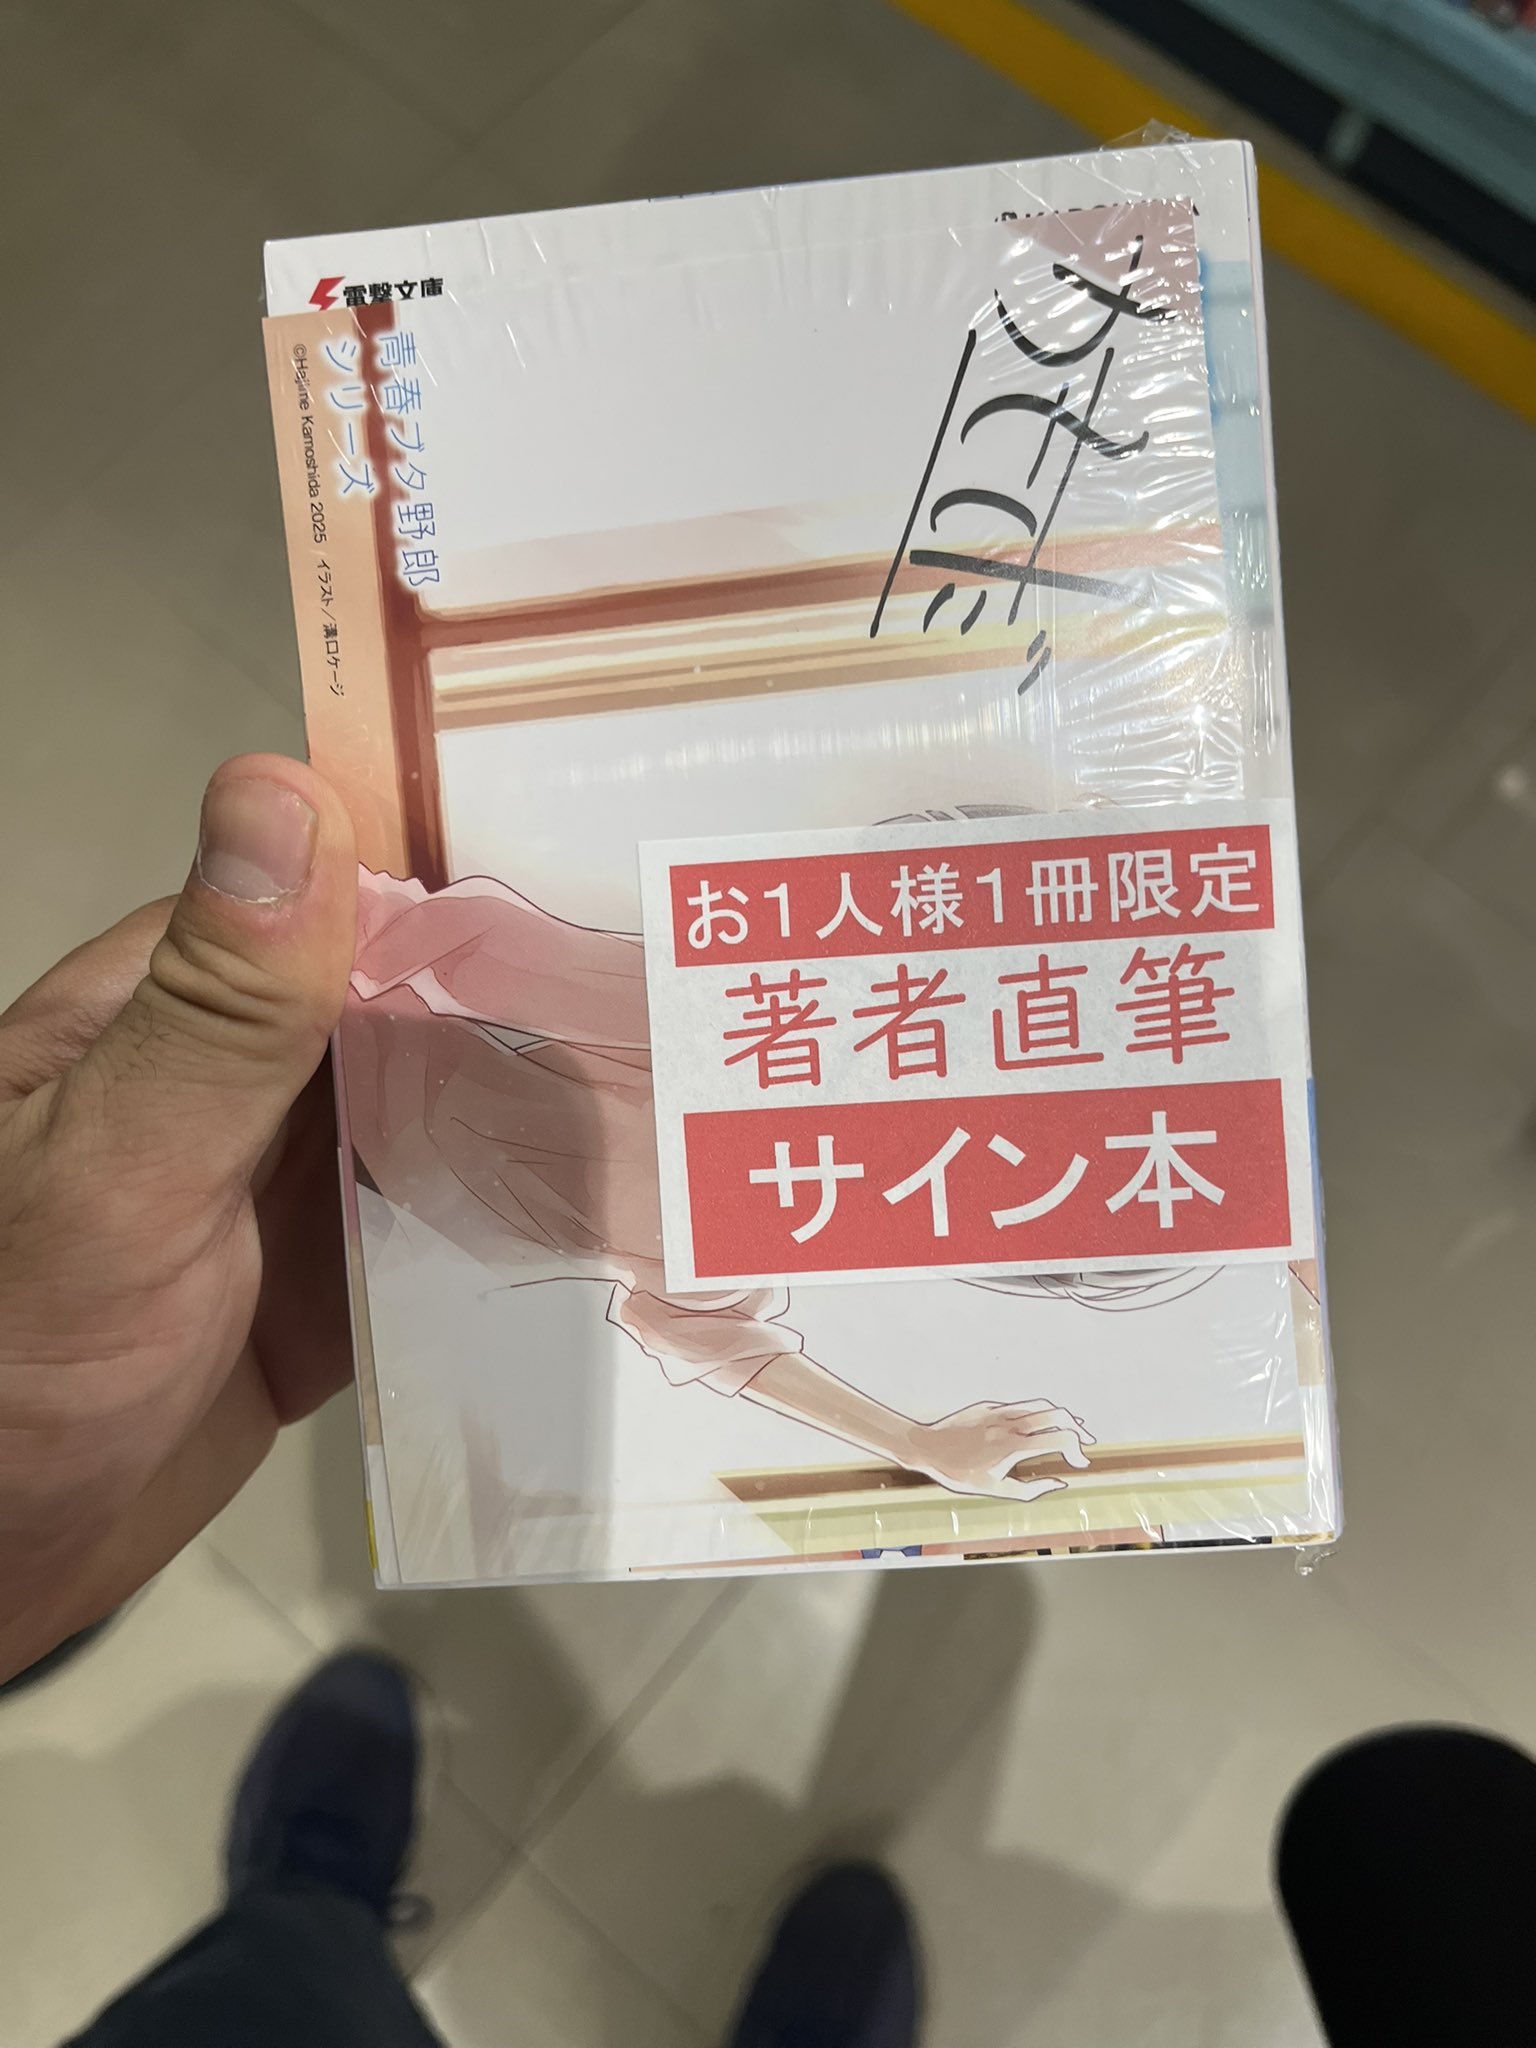 電撃文庫
青春ブタ野郎
シリーズ
©Hajime Kamoshida 2025 イラスト／溝口ケージ
お1人様1冊限定
著者直筆
サイン本